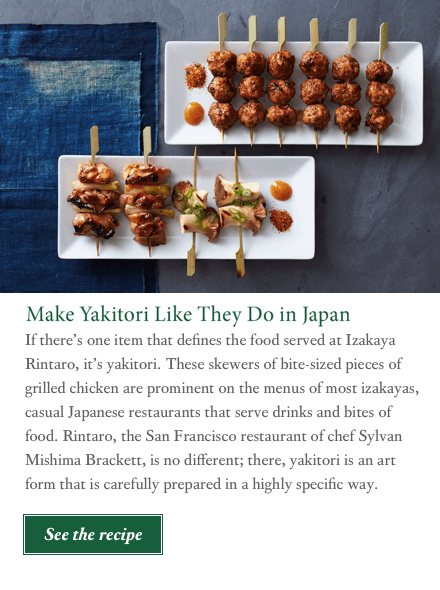 Make Yakitori Like They Do in Japan
If there's one item that defines the food served at Izakaya
Rintaro, it's yakitori. These skewers of bite-sized pieces of
grilled chicken are prominent on the menus of most izakayas,
casual Japanese restaurants that serve drinks and bites of
food. Rintaro, the San Francisco restaurant of chef Sylvan
Mishima Brackett, is no different; there, yakitori is an art
form that is carefully prepared in a highly specific way.
See the recipe